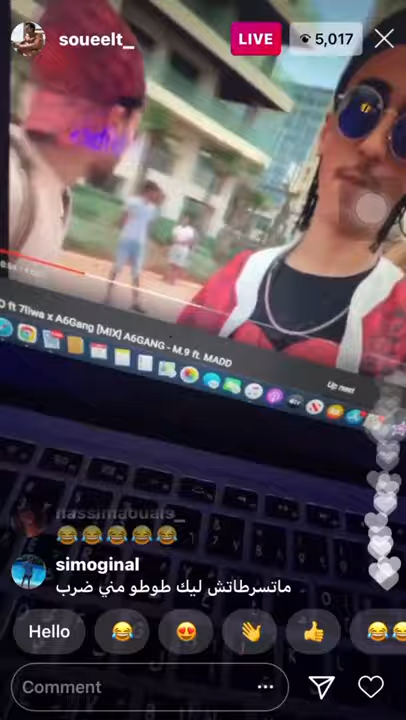 soueelt_
LIVE
5,017
O ft 7liwa x A6Gang [MIX] A6GANG - M.9 ft. MADD
Up next
nassimaouais_
😂😂😂😂😂
simoginal
ماتسرطاتش ليك طوطو مني ضرب
Hello
😂
😍
👋
👍
😂😂
Comment